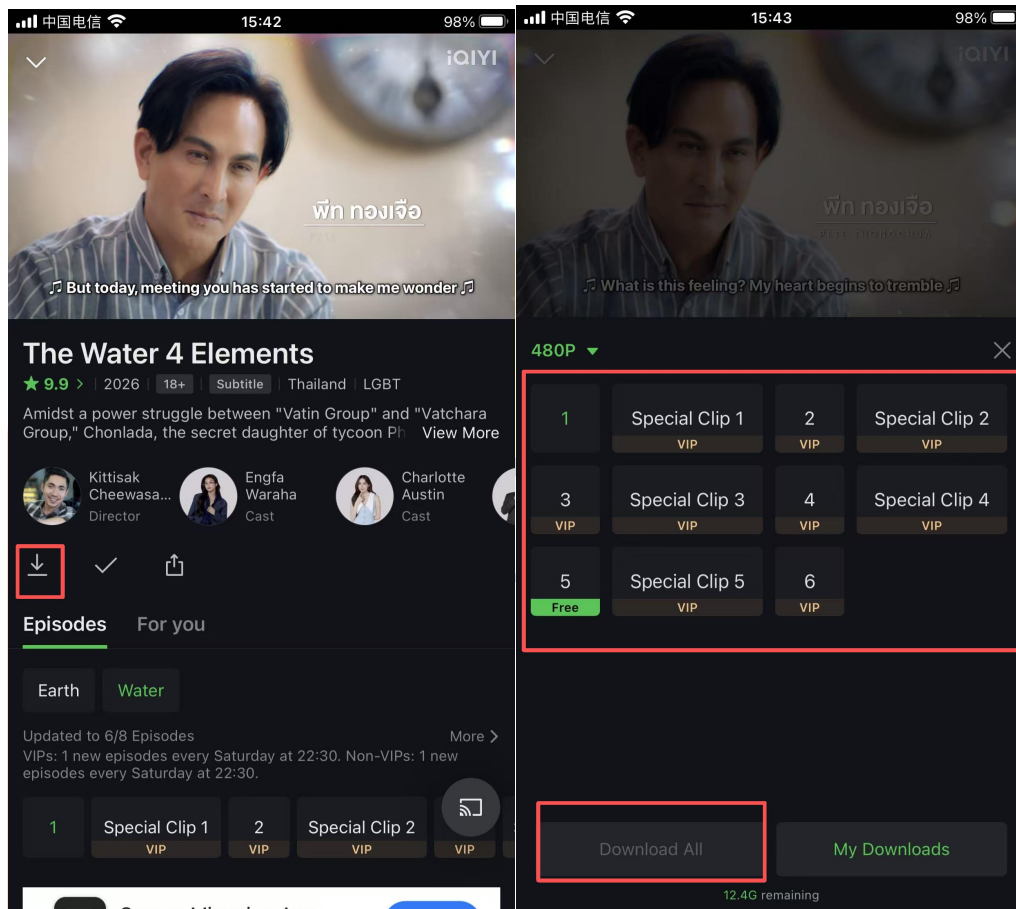 中国电信
15:42
98%
iQIYI
พีท ทองเจือ
♫ But today, meeting you has started to make me wonder ♫
The Water 4 Elements
9.9 > | 2026 | 18+ | Subtitle | Thailand | LGBT
Amidst a power struggle between "Vatin Group" and "Vatchara
Group," Chonlada, the secret daughter of tycoon Ph View More
Kittisak
Cheewasa...
Director
Engfa
Waraha
Cast
Charlotte
Austin
Cast
Episodes
For you
Earth
Water
Updated to 6/8 Episodes
More >
VIPs: 1 new episodes every Saturday at 22:30. Non-VIPs: 1 new
episodes every Saturday at 22:30.
1
Special Clip 1
VIP
2
VIP
Special Clip 2
VIP
VIP
中国电信
15:43
98%
iQIYI
พีท ทองเจือ
PETE THONGCHUA
♫ What is this feeling? My heart begins to tremble ♫
480P
1
Special Clip 1
VIP
2
VIP
Special Clip 2
VIP
3
VIP
Special Clip 3
VIP
4
VIP
Special Clip 4
VIP
5
Free
Special Clip 5
VIP
6
VIP
Download All
My Downloads
12.4G remaining